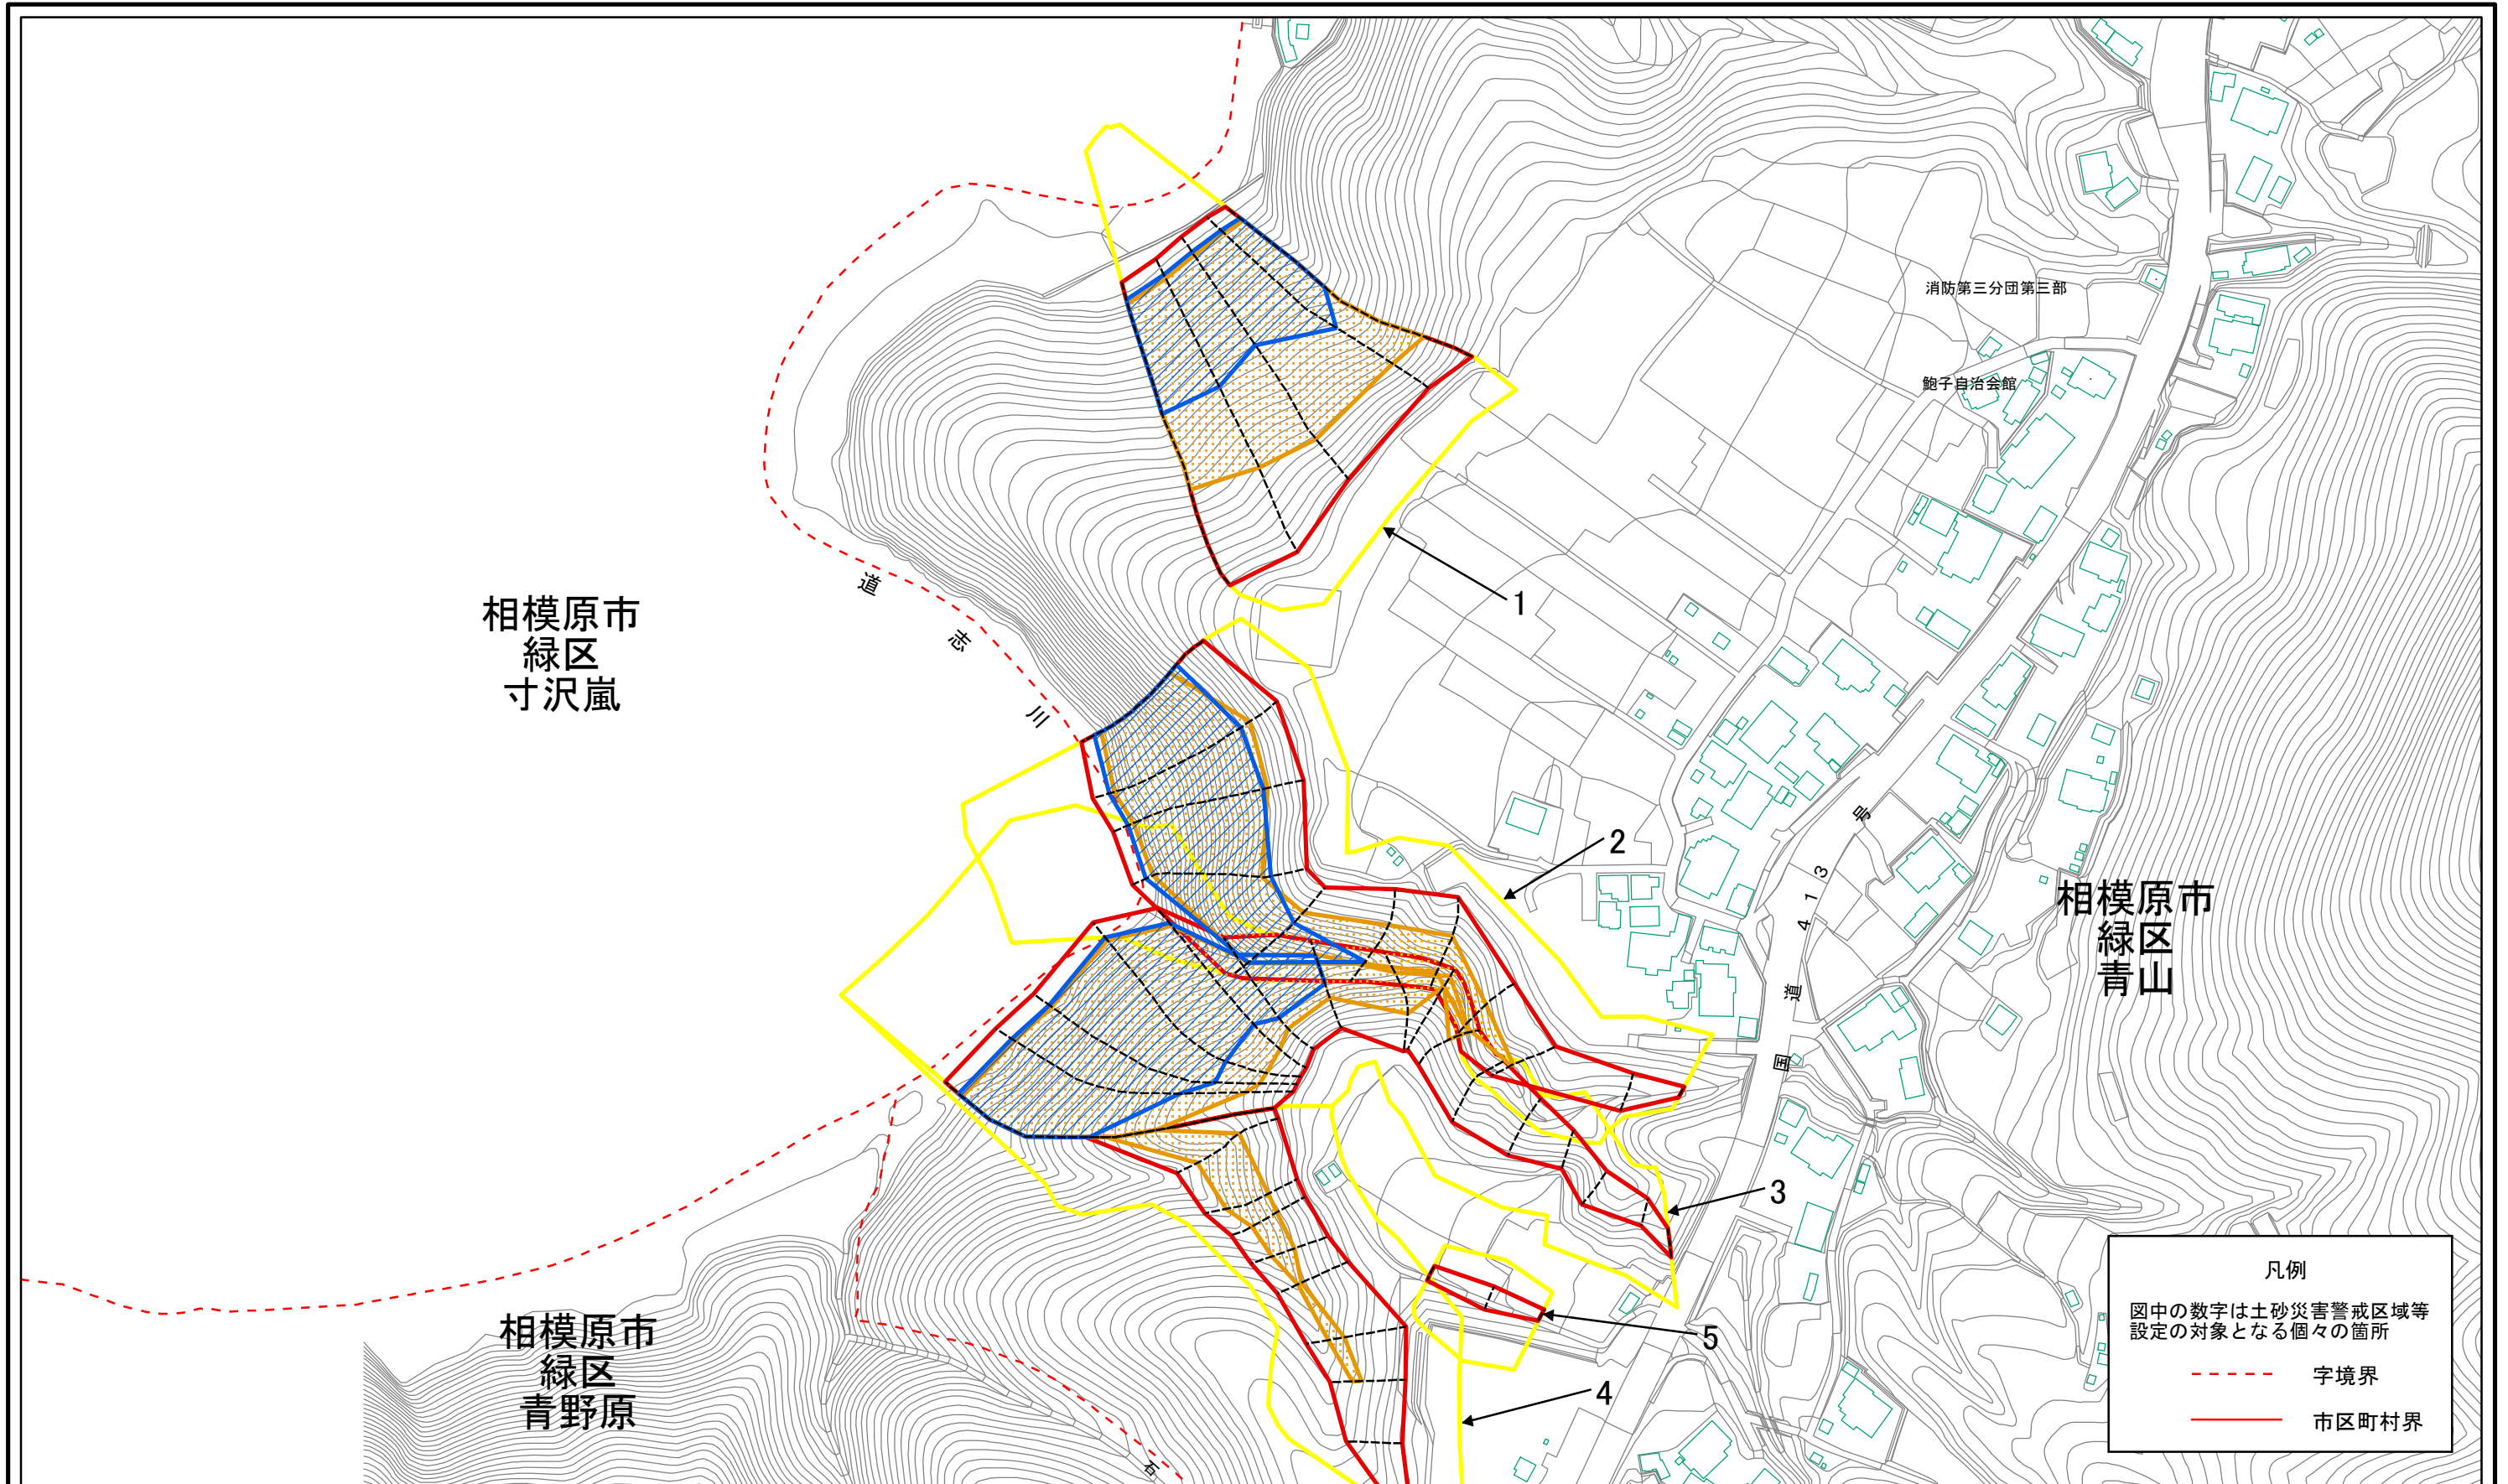 消防第三分団第三部
鮑子自治会館
相模原市
緑区
寸沢嵐
道志川
1
2
国道413号
相模原市
緑区
青山
3
5
4
相模原市
緑区
青野原
石
凡例
図中の数字は土砂災害警戒区域等
設定の対象となる個々の箇所
字境界
市区町村界